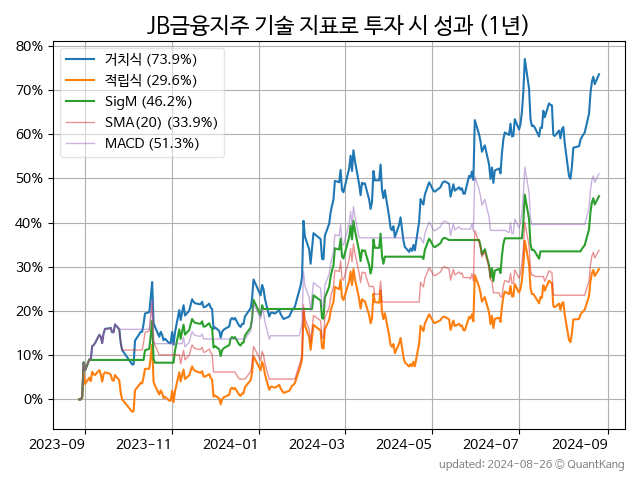 JB금융지주 기술 지표로 투자 시 성과 (1년)
80%
70%
60%
50%
40%
30%
20%
10%
0%
거치식 (73.9%)
적립식 (29.6%)
SigM (46.2%)
SMA(20) (33.9%)
MACD (51.3%)
2023-09 2023-11 2024-01 2024-03 2024-05 2024-07 2024-09
updated: 2024-08-26 © QuantKang